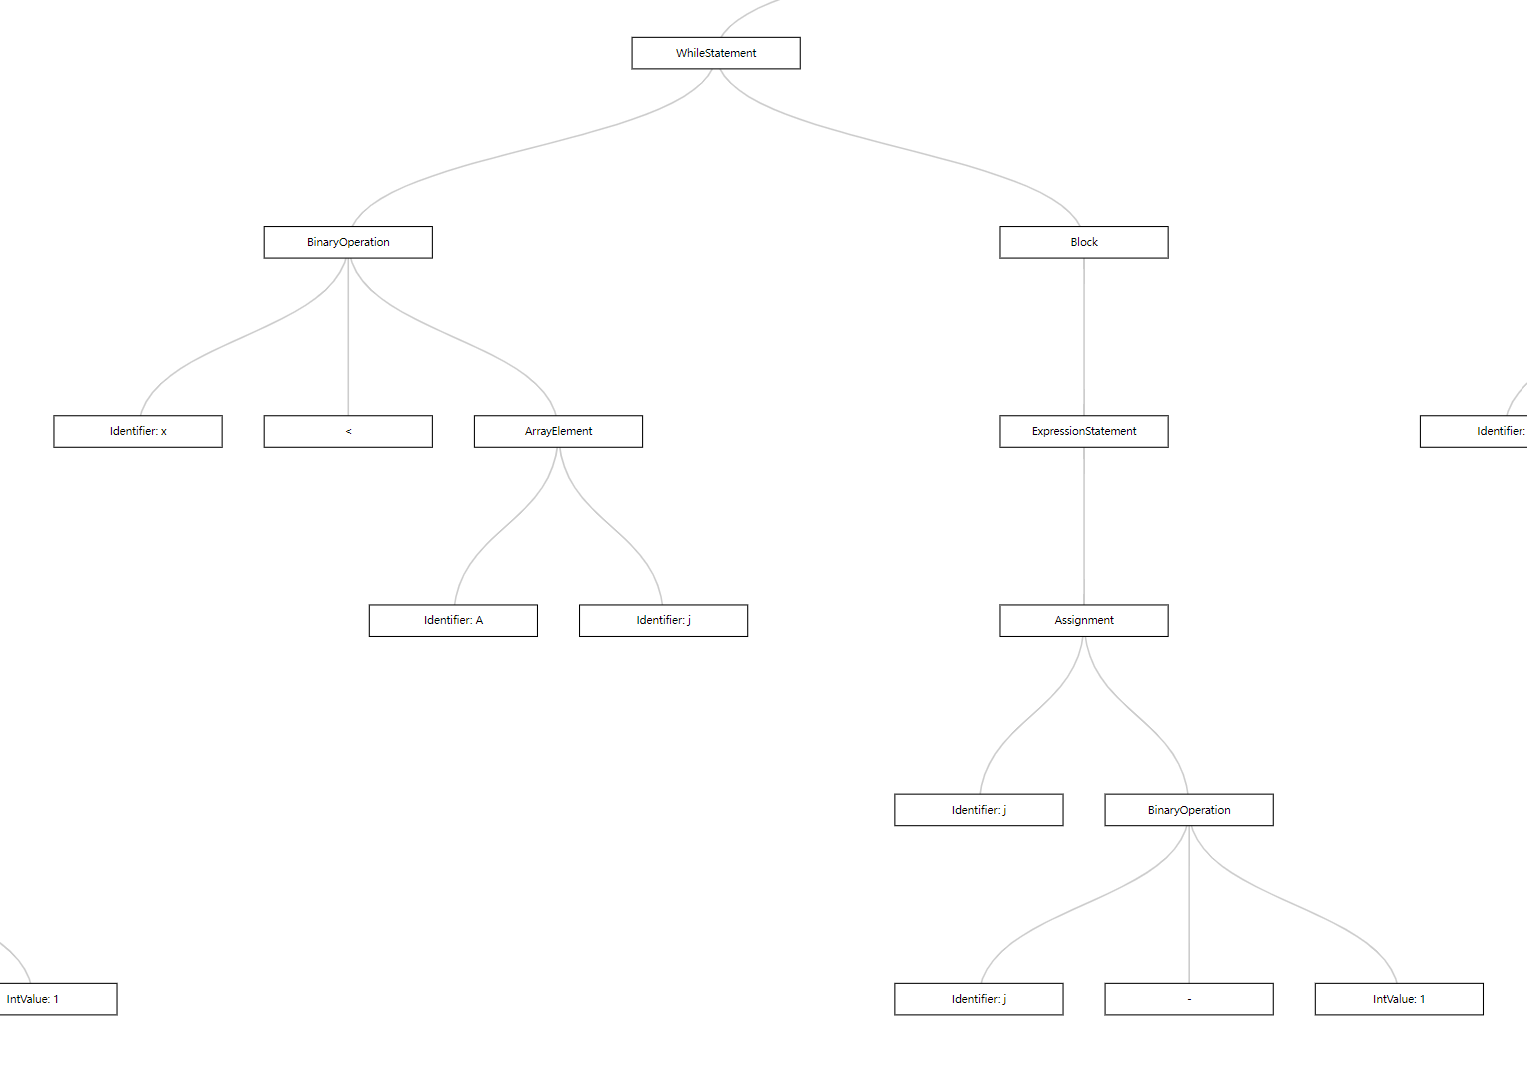 WhileStatement
BinaryOperation
Block
Identifier: x
<
ArrayElement
ExpressionStatement
Identifier:
Identifier: A
Identifier: j
Assignment
Identifier: j
BinaryOperation
IntValue: 1
Identifier: j
-
IntValue: 1